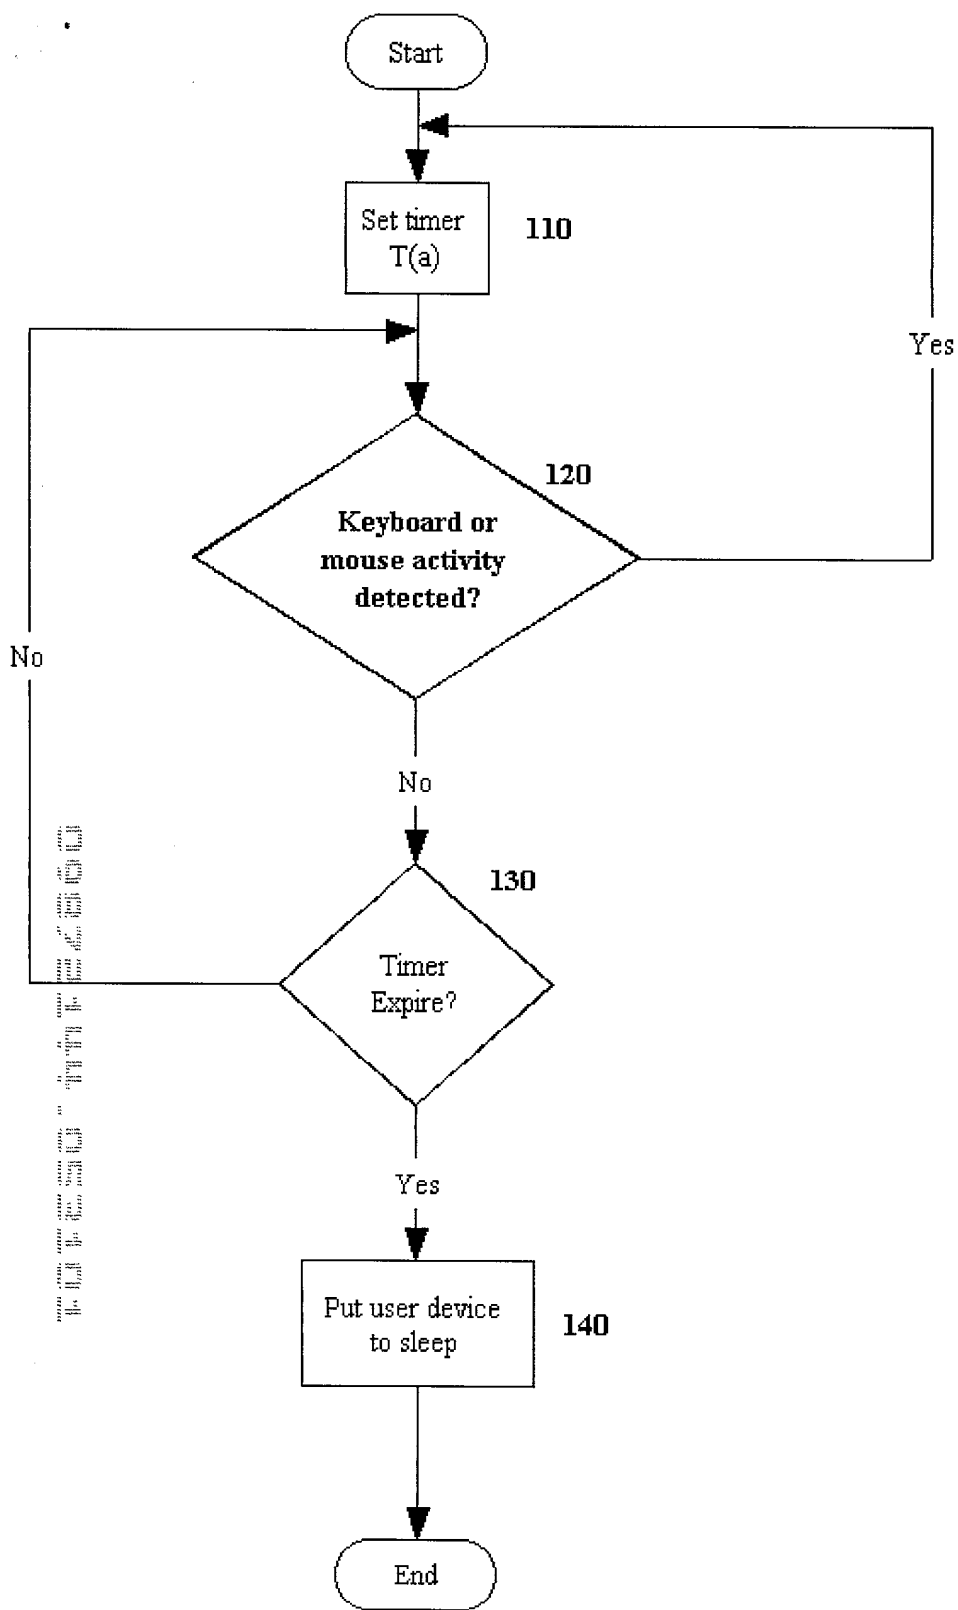 Start
Set timer
T(a)
110
Yes
120
Keyboard or
mouse activity
detected?
No
No
130
Timer
Expire?
Yes
Put user device
to sleep
140
End